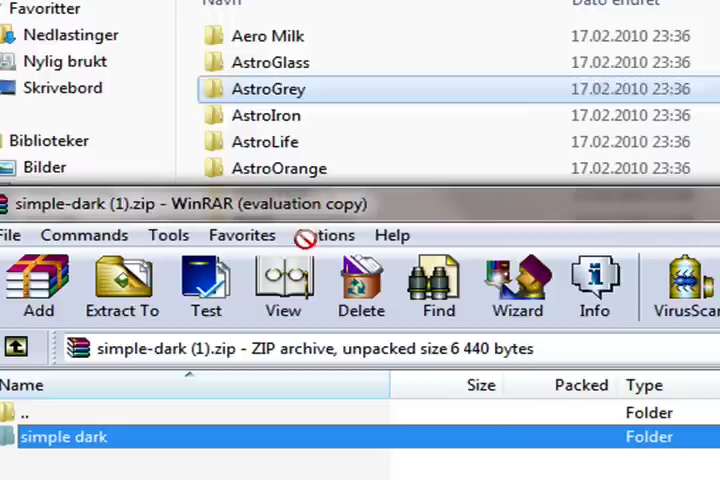 Favoritter
Navn Dato endret
Nedlastinger
Nylig brukt
Skrivebord
Biblioteker
Bilder
Aero Milk 17.02.2010 23:36
AstroGlass 17.02.2010 23:36
AstroGrey 17.02.2010 23:36
AstroIron 17.02.2010 23:36
AstroLife 17.02.2010 23:36
AstroOrange 17.02.2010 23:36
simple-dark (1).zip - WinRAR (evaluation copy)
File Commands Tools Favorites tions Help
Add Extract To Test View Delete Find Wizard Info VirusScan
simple-dark (1).zip - ZIP archive, unpacked size 6 440 bytes
Name Size Packed Type
.. Folder
simple dark Folder